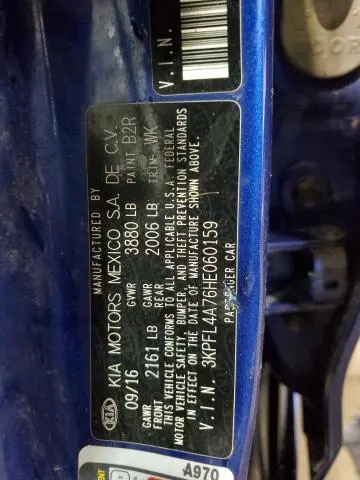 V.I.N.
KIA MANUFACTURED BY
KIA MOTORS MEXICO S.A. DE C.V.
09/16 GVWR 3880 LB PAINT B2R
GAWR FRONT 2161 LB GAWR REAR 2006 LB TRIM WK
THIS VEHICLE CONFORMS TO ALL APPLICABLE U.S.A. FEDERAL
MOTOR VEHICLE SAFETY BUMPER, AND THEFT PREVENTION STANDARDS
IN EFFECT ON THE DATE OF MANUFACTURE SHOWN ABOVE.
V.I.N. 3KPFL4A76HE060159
PASSENGER CAR
A970